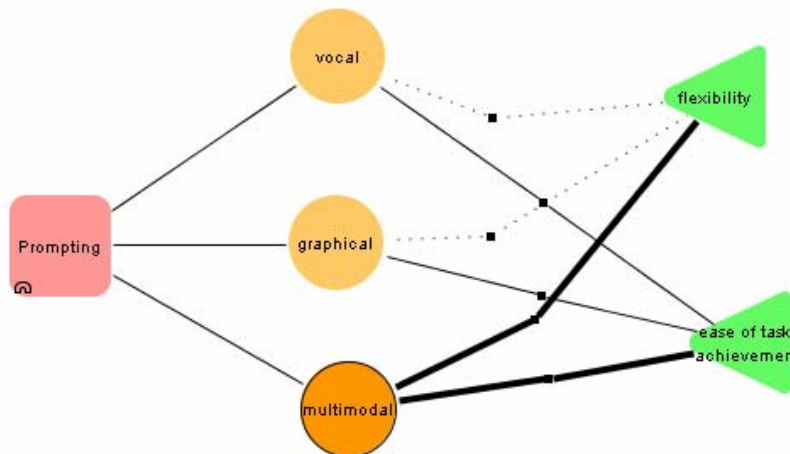 vocal
flexibility
Prompting
graphical
ease of task
achievemen
multimodal